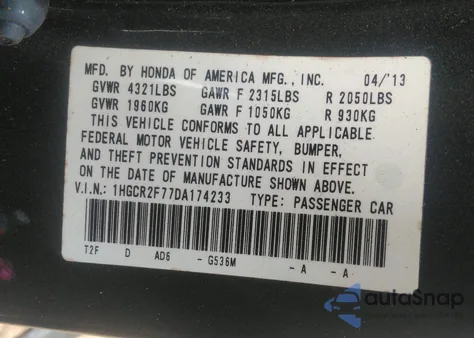 MFD. BY HONDA OF AMERICA MFG., INC. 04/'13
GVWR 4321LBS GAWR F 2315LBS R 2050LBS
GVWR 1960KG GAWR F 1050KG R 930KG
THIS VEHICLE CONFORMS TO ALL APPLICABLE
FEDERAL MOTOR VEHICLE SAFETY, BUMPER,
AND THEFT PREVENTION STANDARDS IN EFFECT
ON THE DATE OF MANUFACTURE SHOWN ABOVE.
V.I.N.: 1HGCR2F77DA174233 TYPE: PASSENGER CAR
T2F D AD6 - G536M - A - A
autoSnap